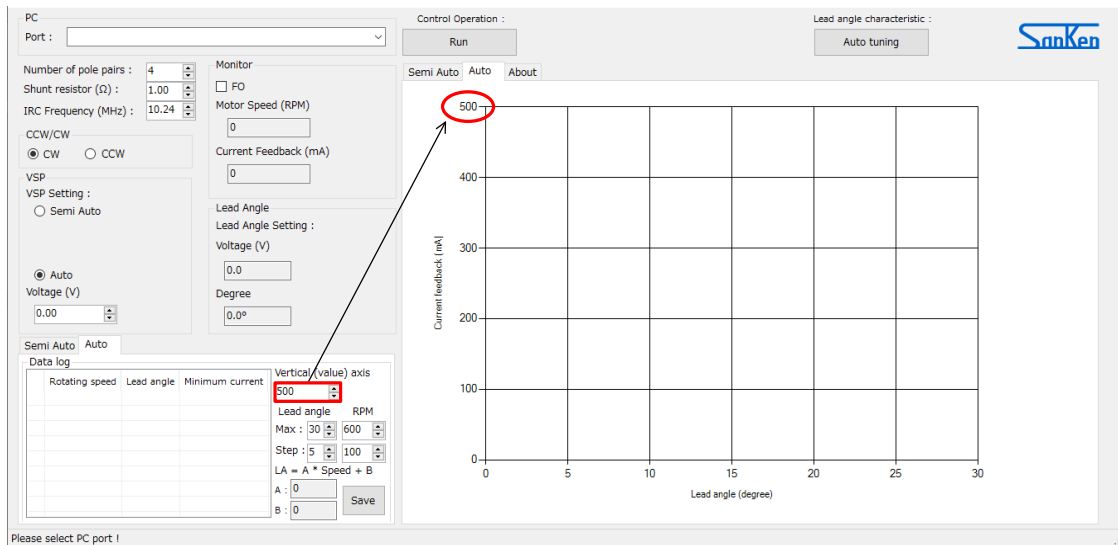 PC
Port :
Control Operation :
Run
Lead angle characteristic :
Auto tuning
SanKen
Number of pole pairs : 4
Shunt resistor (Ω) : 1.00
IRC Frequency (MHz) : 10.24
CCW/CW
CW CCW
VSP
VSP Setting :
Semi Auto
Auto
Voltage (V)
0.00
Monitor
FO
Motor Speed (RPM)
0
Current Feedback (mA)
0
Lead Angle
Lead Angle Setting :
Voltage (V)
0.0
Degree
0.0°
Semi Auto Auto
Data log
Rotating speed Lead angle Minimum current
Vertical (value) axis
500
Lead angle RPM
Max : 30 600
Step : 5 100
LA = A * Speed + B
A : 0
B : 0
Save
Semi Auto Auto About
500
400
300
200
100
0
Current feedback [mA]
0 5 10 15 20 25 30
Lead angle (degree)
Please select PC port !